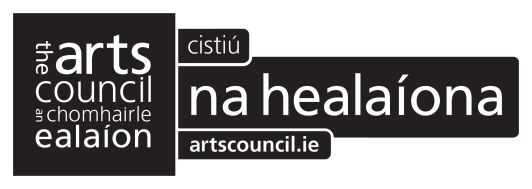 the arts
council
an chomhairle
ealaíon
cistiú
na healaíona
artscouncil.ie